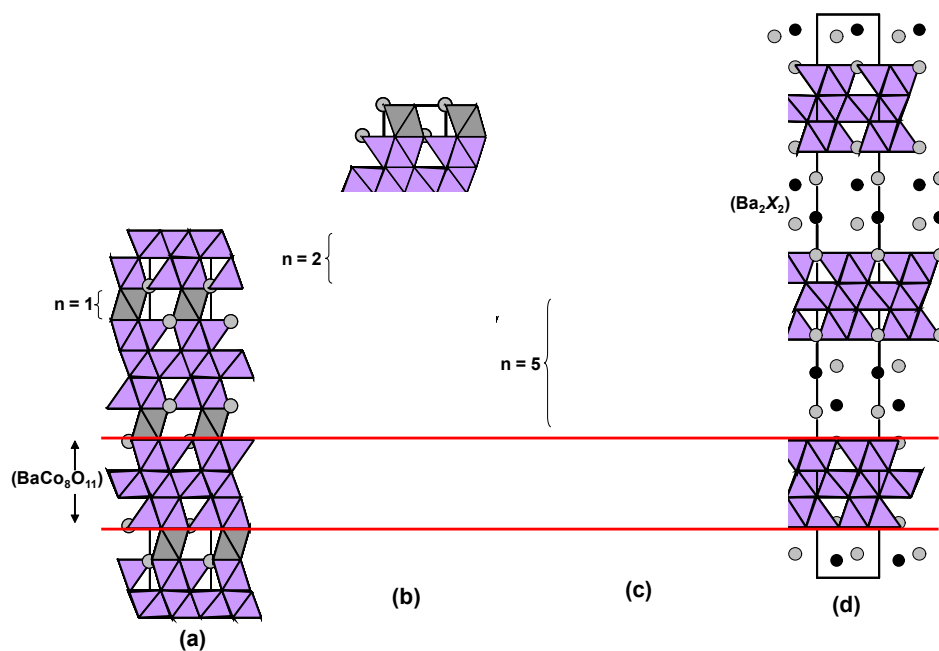 (Ba2X2)
n = 2
n = 1
n = 5
(BaCo8O11)
(a)
(b)
(c)
(d)